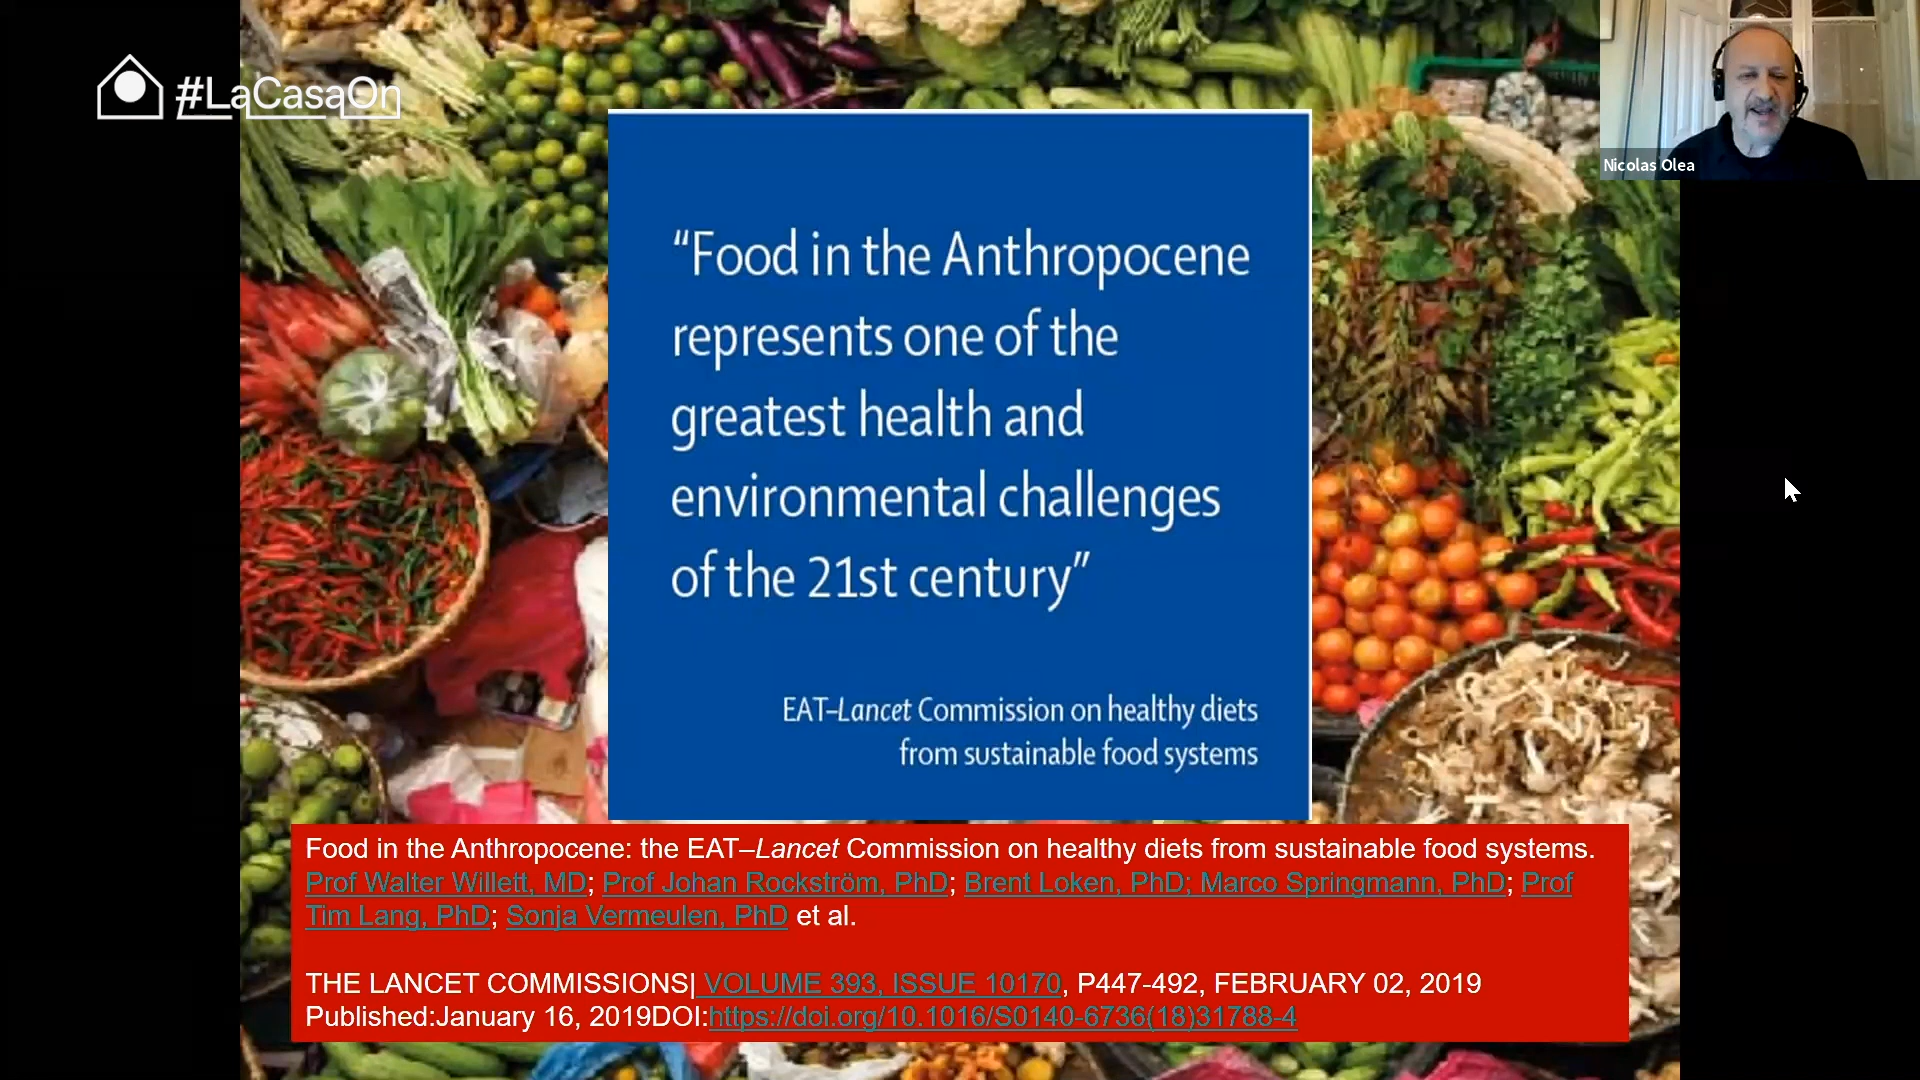 #LaCasaOn
Nicolas Olea
“Food in the Anthropocene
represents one of the
greatest health and
environmental challenges
of the 21st century”
EAT–Lancet Commission on healthy diets
from sustainable food systems
Food in the Anthropocene: the EAT–Lancet Commission on healthy diets from sustainable food systems.
Prof Walter Willett, MD; Prof Johan Rockström, PhD; Brent Loken, PhD; Marco Springmann, PhD; Prof
Tim Lang, PhD; Sonja Vermeulen, PhD et al.
THE LANCET COMMISSIONS| VOLUME 393, ISSUE 10170, P447-492, FEBRUARY 02, 2019
Published:January 16, 2019DOI:https://doi.org/10.1016/S0140-6736(18)31788-4